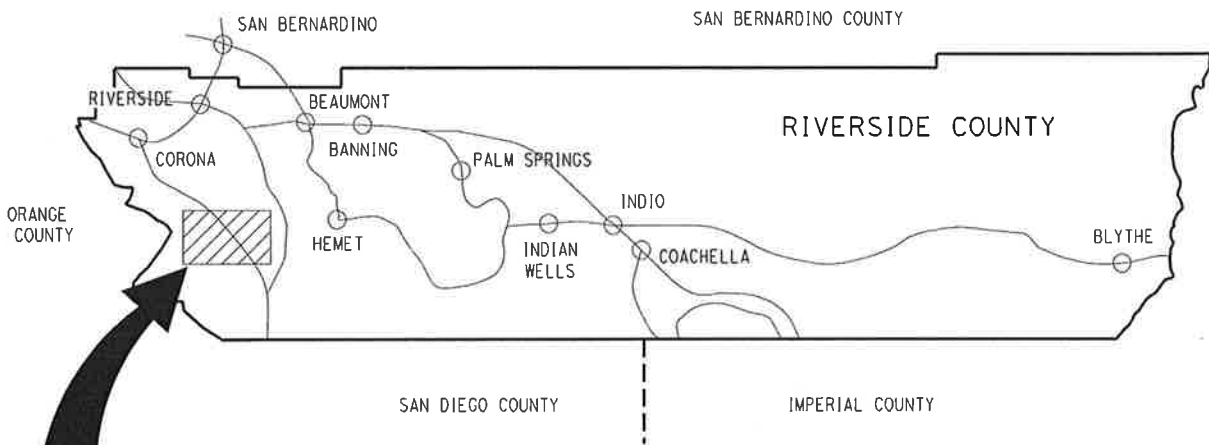 SAN BERNARDINO COUNTY
SAN BERNARDINO
RIVERSIDE
BEAUMONT
RIVERSIDE COUNTY
CORONA
BANNING
PALM SPRINGS
ORANGE
COUNTY
HEMET
INDIAN
WELLS
INDIO
COACHELLA
BLYTHE
SAN DIEGO COUNTY
IMPERIAL COUNTY